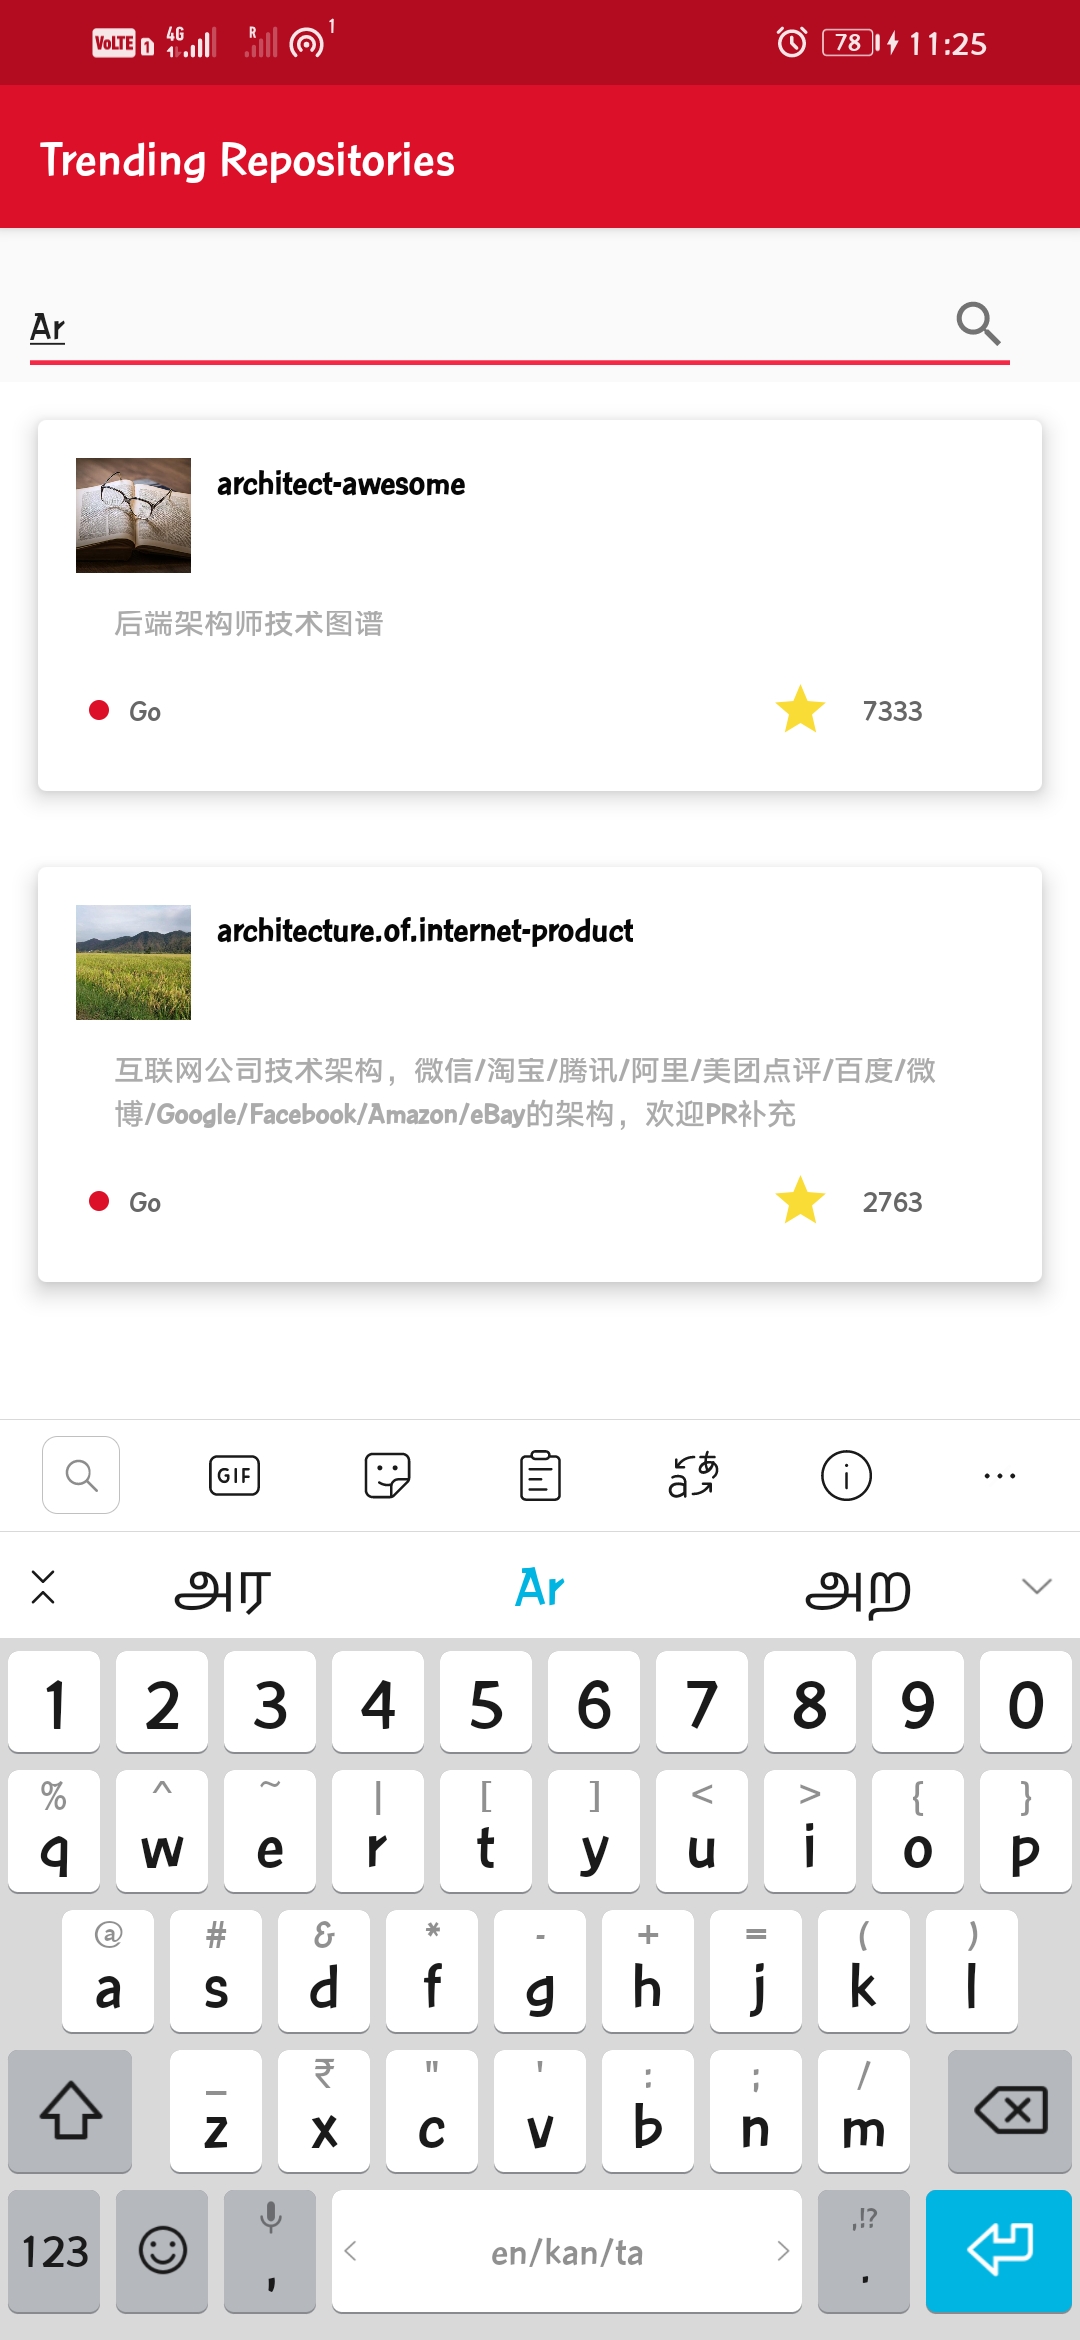 VoLTE 1 4G R 1 78 11:25
Trending Repositories
Ar
architect-awesome
后端架构师技术图谱
Go 7333
architecture.of.internet-product
互联网公司技术架构，微信/淘宝/腾讯/阿里/美团点评/百度/微
博/Google/Facebook/Amazon/eBay的架构，欢迎PR补充
Go 2763
GIF
அர Ar அற
1 2 3 4 5 6 7 8 9 0
% ^ ~ | [ ] < > { }
q w e r t y u i o p
@ # & * - + = ( )
a s d f g h j k l
_ ₹ " ' : ; /
z x c v b n m
,!?
123 , < en/kan/ta > .